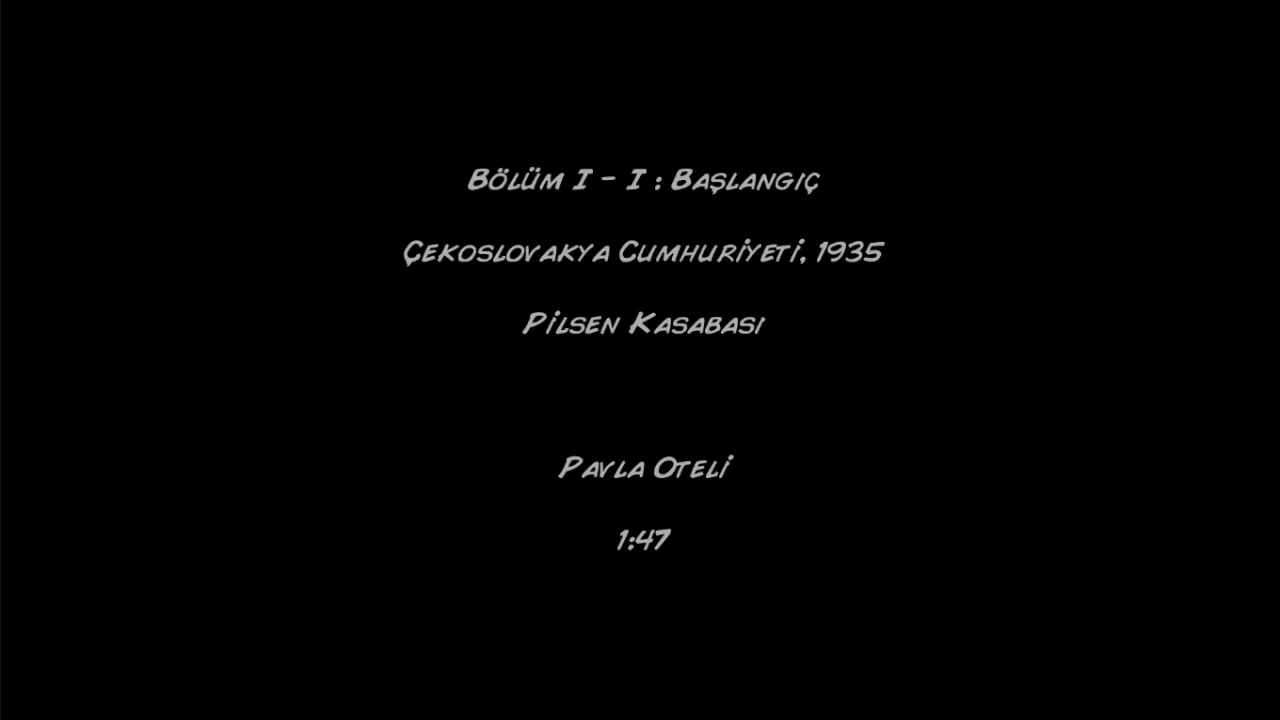 Bölüm I - I : Başlangıç
Çekoslovakya Cumhuriyeti, 1935
Pilsen Kasabası
Pavla Oteli
1:47